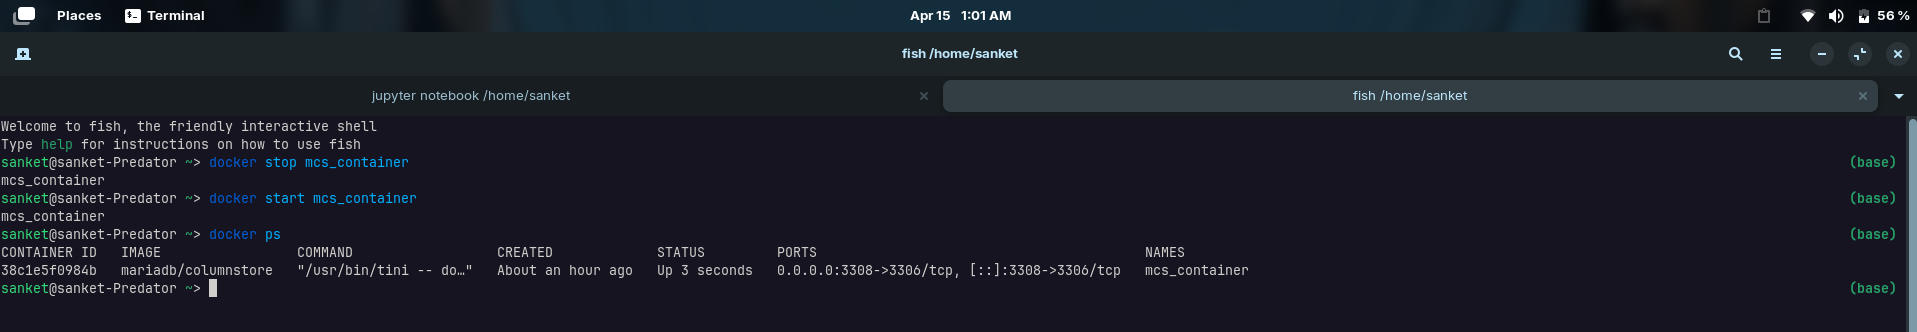 Places Terminal Apr 15 1:01 AM 56 %
fish /home/sanket
jupyter notebook /home/sanket fish /home/sanket
Welcome to fish, the friendly interactive shell
Type help for instructions on how to use fish
sanket@sanket-Predator ~> docker stop mcs_container (base)
mcs_container
sanket@sanket-Predator ~> docker start mcs_container (base)
mcs_container
sanket@sanket-Predator ~> docker ps (base)
CONTAINER ID IMAGE COMMAND CREATED STATUS PORTS NAMES
38c1e5f0984b mariadb/columnstore "/usr/bin/tini -- do…" About an hour ago Up 3 seconds 0.0.0.0:3308->3306/tcp, [::]:3308->3306/tcp mcs_container
sanket@sanket-Predator ~> (base)